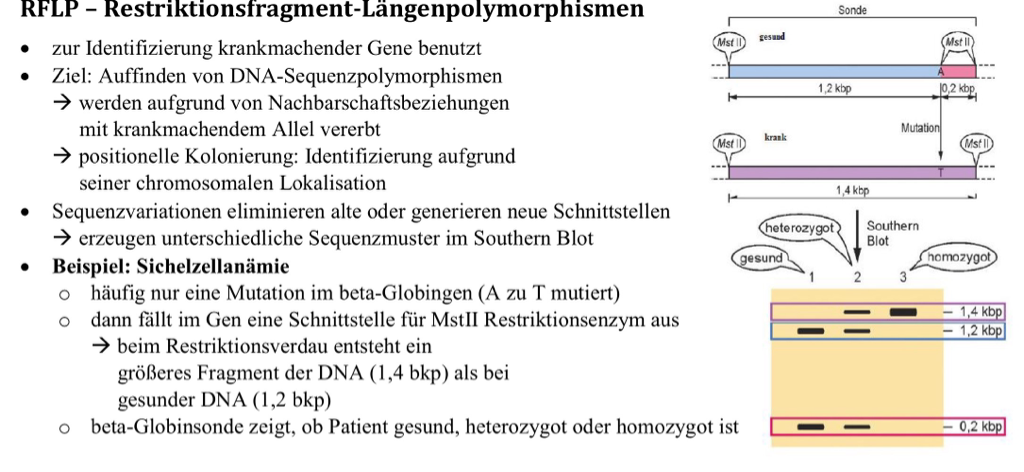 RFLP – Restriktionsfragment-Längenpolymorphismen
• zur Identifizierung krankmachender Gene benutzt
• Ziel: Auffinden von DNA-Sequenzpolymorphismen
→ werden aufgrund von Nachbarschaftsbeziehungen
mit krankmachendem Allel vererbt
→ positionelle Kolonierung: Identifizierung aufgrund
seiner chromosomalen Lokalisation
• Sequenzvariationen eliminieren alte oder generieren neue Schnittstellen
→ erzeugen unterschiedliche Sequenzmuster im Southern Blot
• Beispiel: Sichelzellanämie
o häufig nur eine Mutation im beta-Globingen (A zu T mutiert)
o dann fällt im Gen eine Schnittstelle für MstII Restriktionsenzym aus
→ beim Restriktionsverdau entsteht ein
größeres Fragment der DNA (1,4 bkp) als bei
gesunder DNA (1,2 bkp)
o beta-Globinsonde zeigt, ob Patient gesund, heterozygot oder homozygot ist
Sonde
Mst II gesund Mst II
A
1,2 kbp 0,2 kbp
Mutation
Mst II krank Mst II
T
1,4 kbp
heterozygot Southern
Blot
gesund homozygot
1 2 3
– 1,4 kbp
– 1,2 kbp
– 0,2 kbp